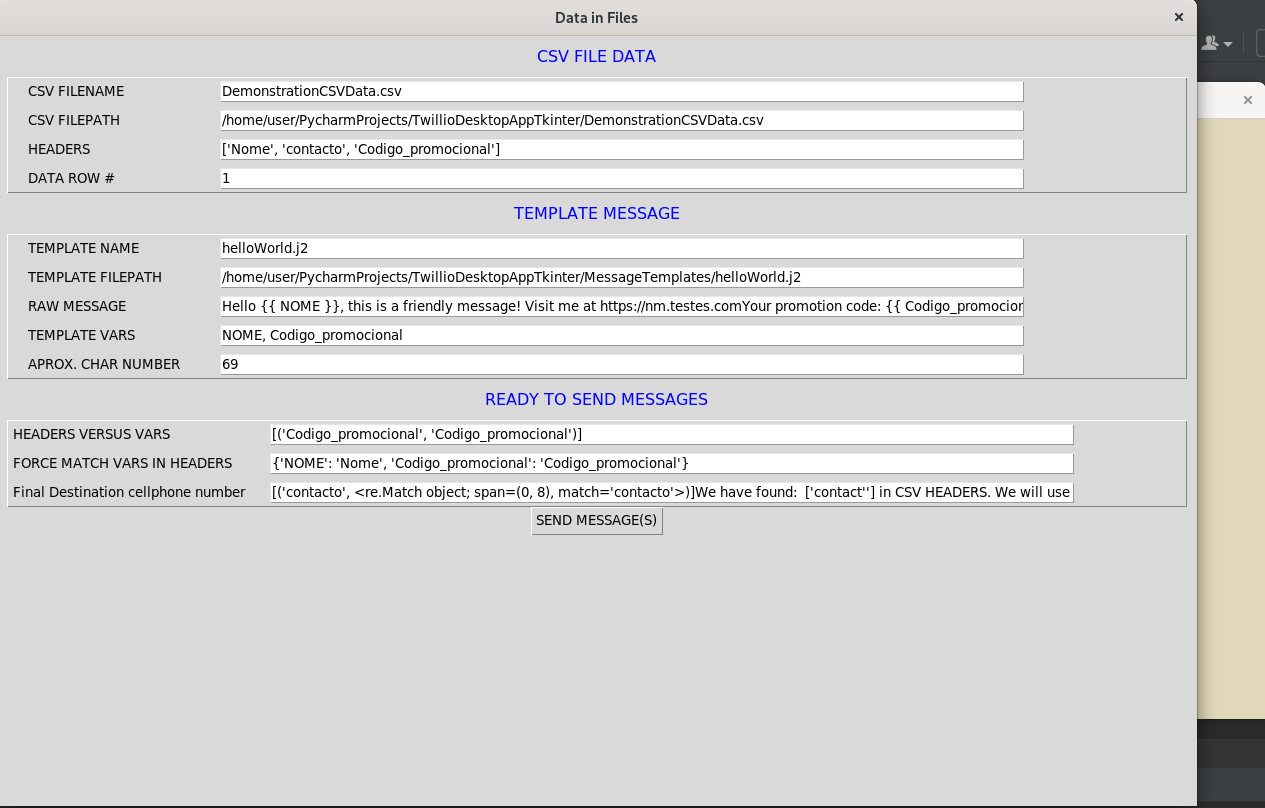 Data in Files
CSV FILE DATA
CSV FILENAME DemonstrationCSVData.csv
CSV FILEPATH /home/user/PycharmProjects/TwillioDesktopAppTkinter/DemonstrationCSVData.csv
HEADERS ['Nome', 'contacto', 'Codigo_promocional']
DATA ROW # 1
TEMPLATE MESSAGE
TEMPLATE NAME helloWorld.j2
TEMPLATE FILEPATH /home/user/PycharmProjects/TwillioDesktopAppTkinter/MessageTemplates/helloWorld.j2
RAW MESSAGE Hello {{ NOME }}, this is a friendly message! Visit me at https://nm.testes.comYour promotion code: {{ Codigo_promocior
TEMPLATE VARS NOME, Codigo_promocional
APROX. CHAR NUMBER 69
READY TO SEND MESSAGES
HEADERS VERSUS VARS [('Codigo_promocional', 'Codigo_promocional')]
FORCE MATCH VARS IN HEADERS {'NOME': 'Nome', 'Codigo_promocional': 'Codigo_promocional'}
Final Destination cellphone number [('contacto', <re.Match object; span=(0, 8), match='contacto'>)]We have found:  ['contact''] in CSV HEADERS. We will use
SEND MESSAGE(S)